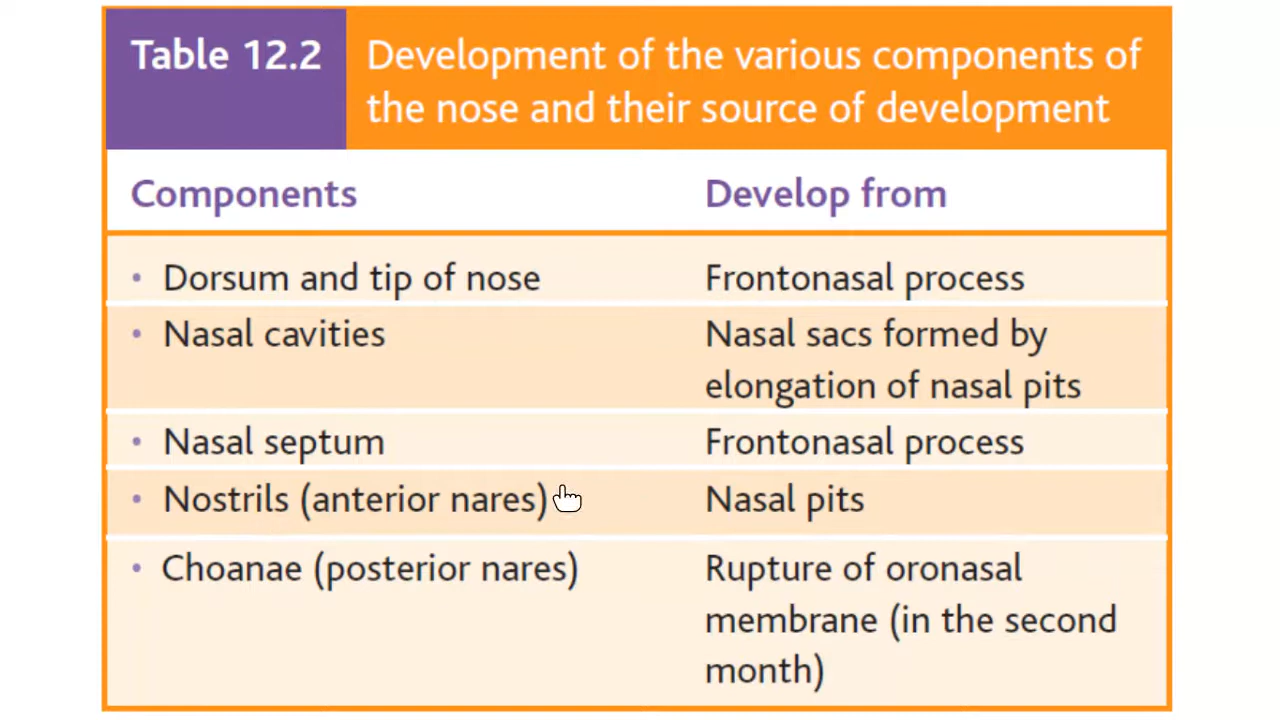 Table 12.2
Development of the various components of
the nose and their source of development
Components
Develop from
• Dorsum and tip of nose
Frontonasal process
• Nasal cavities
Nasal sacs formed by
elongation of nasal pits
• Nasal septum
Frontonasal process
• Nostrils (anterior nares)
Nasal pits
• Choanae (posterior nares)
Rupture of oronasal
membrane (in the second
month)